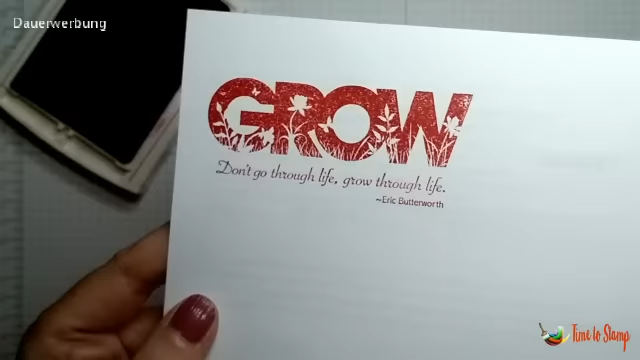 Dauerwerbung
GROW
Don't go through life, grow through life.
~Eric Butterworth
Time to Stamp